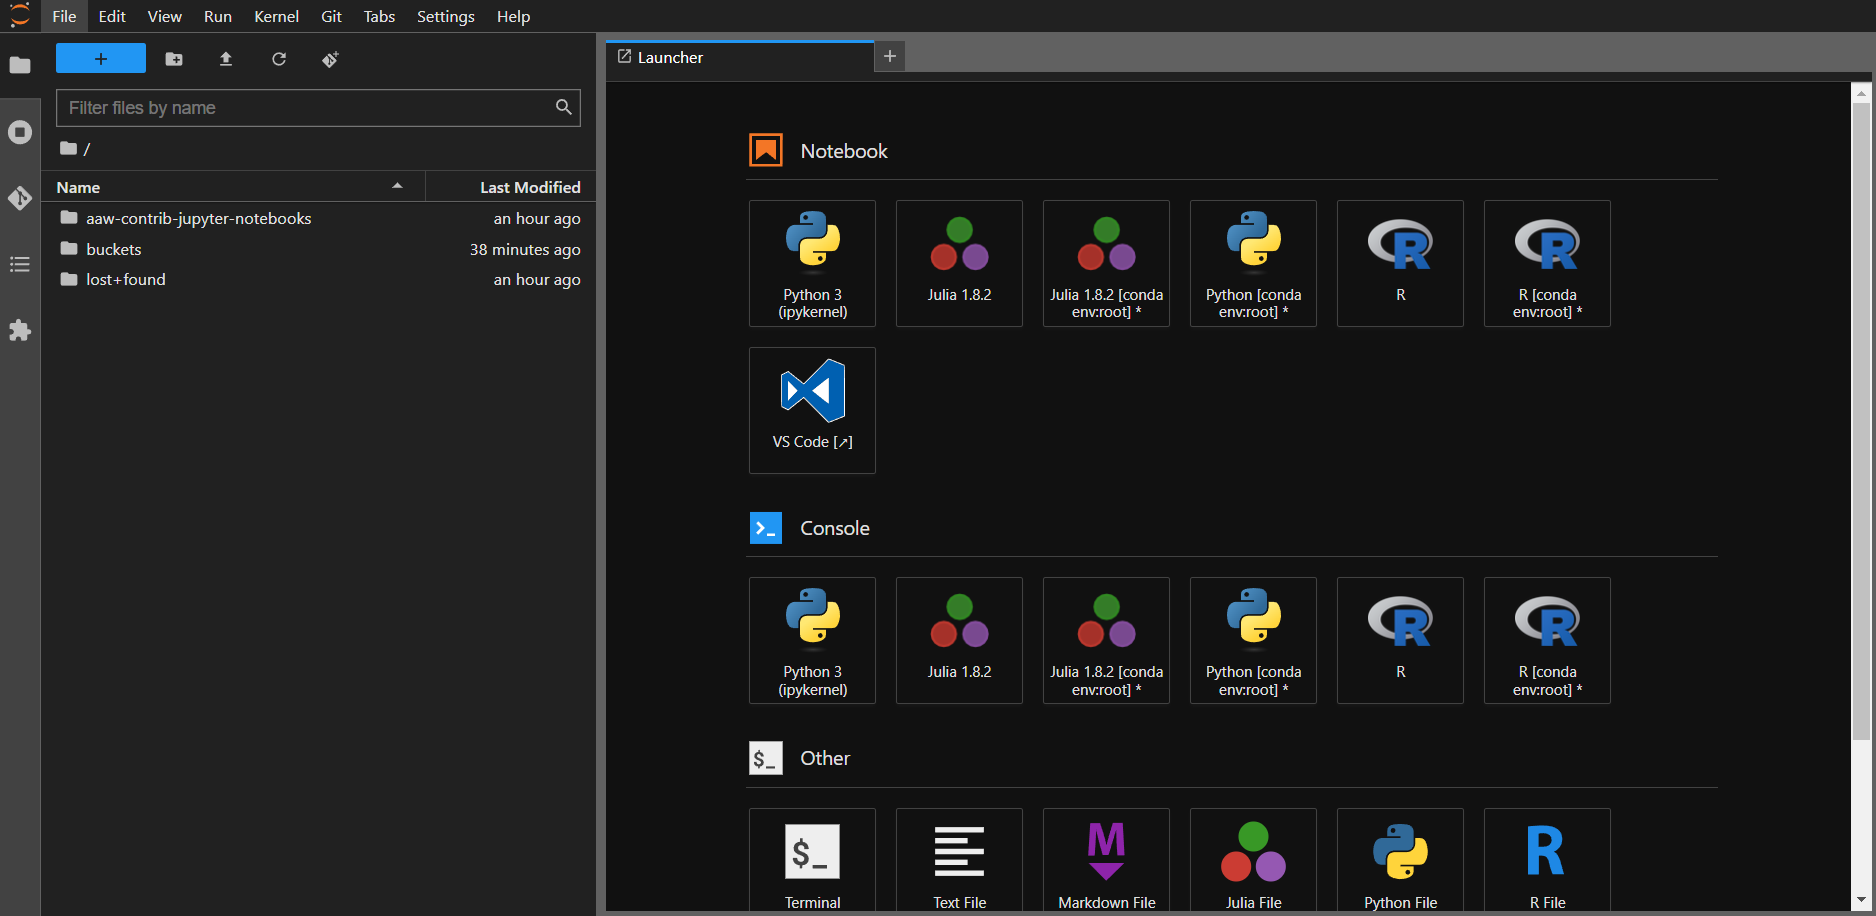 File Edit View Run Kernel Git Tabs Settings Help
+
Filter files by name
/
Name Last Modified
aaw-contrib-jupyter-notebooks an hour ago
buckets 38 minutes ago
lost+found an hour ago
Launcher +
Notebook
Python 3
(ipykernel)
Julia 1.8.2
Julia 1.8.2 [conda
env:root] *
Python [conda
env:root] *
R
R [conda
env:root] *
VS Code [↗]
Console
Python 3
(ipykernel)
Julia 1.8.2
Julia 1.8.2 [conda
env:root] *
Python [conda
env:root] *
R
R [conda
env:root] *
$_ Other
$_
Terminal
Text File
M
Markdown File
Julia File
Python File
R
R File